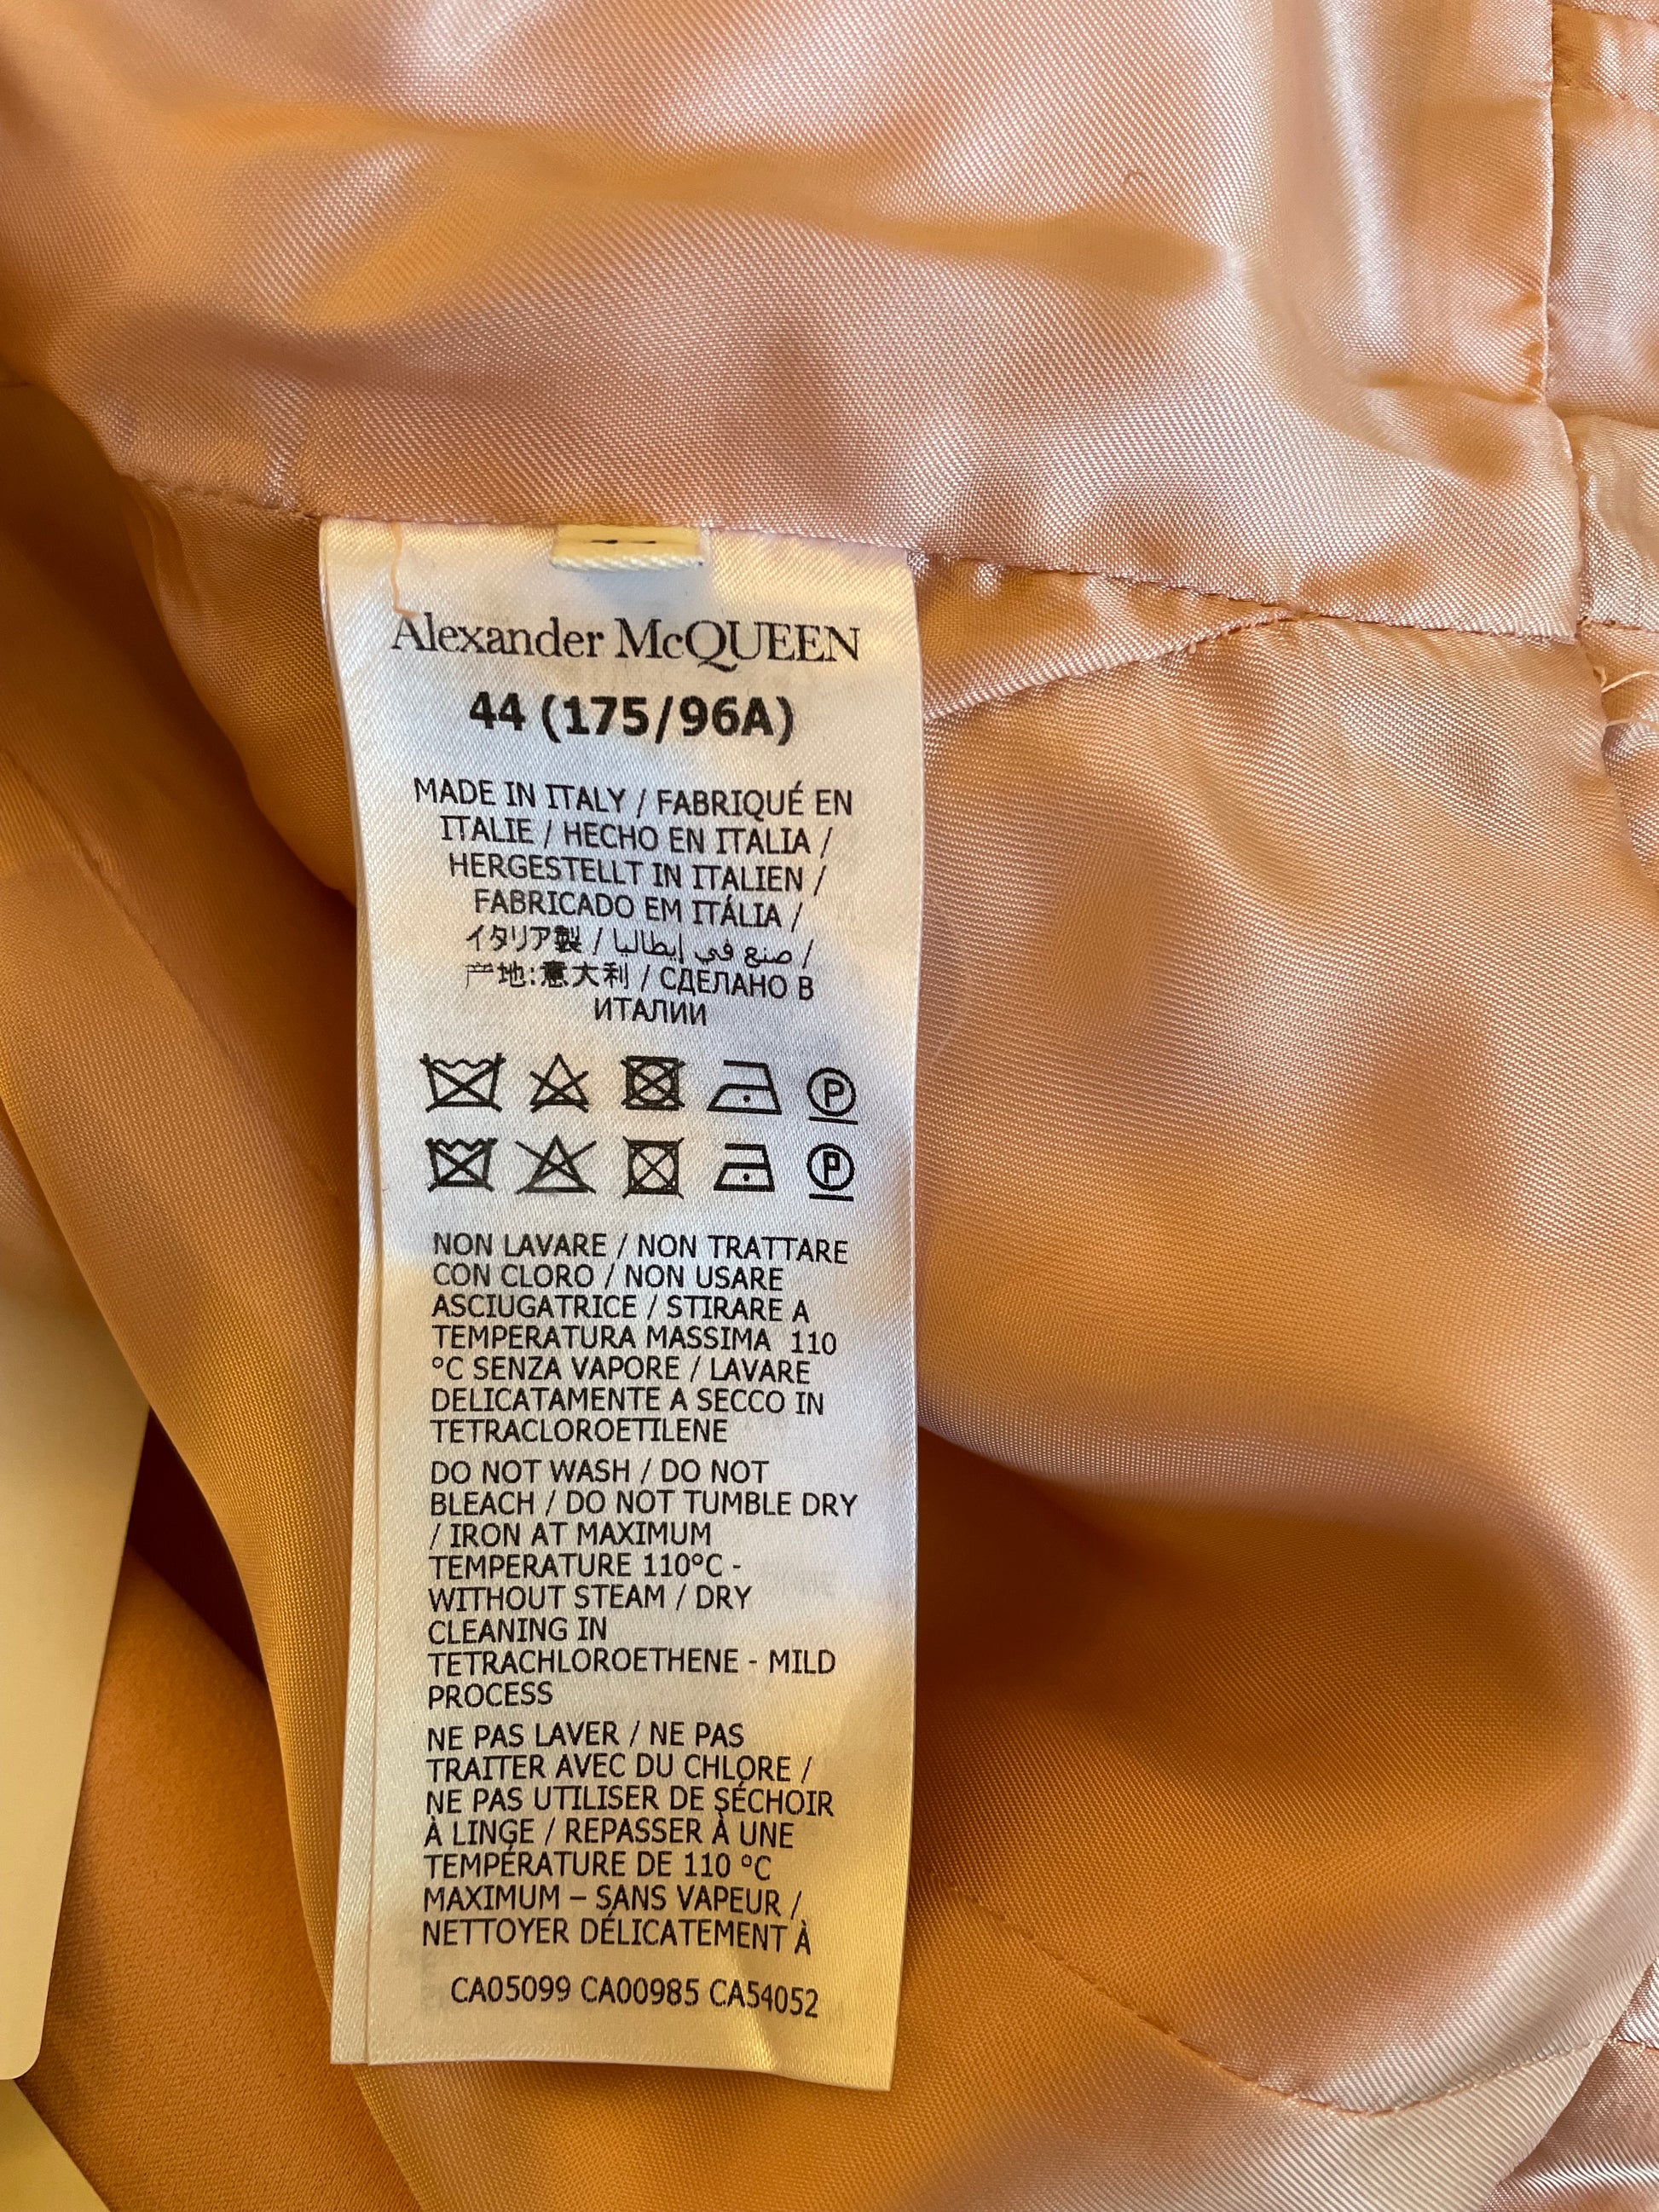 Alexander McQUEEN
44 (175/96A)
MADE IN ITALY / FABRIQUÉ EN
ITALIE / HECHO EN ITALIA /
HERGESTELLT IN ITALIEN /
FABRICADO EM ITÁLIA /
イタリア製 / صنع في إيطاليا /
产地:意大利 / СДЕЛАНО В
ИТАЛИИ
P
P
NON LAVARE / NON TRATTARE
CON CLORO / NON USARE
ASCIUGATRICE / STIRARE A
TEMPERATURA MASSIMA 110
°C SENZA VAPORE / LAVARE
DELICATAMENTE A SECCO IN
TETRACLOROETILENE
DO NOT WASH / DO NOT
BLEACH / DO NOT TUMBLE DRY
/ IRON AT MAXIMUM
TEMPERATURE 110°C -
WITHOUT STEAM / DRY
CLEANING IN
TETRACHLOROETHENE - MILD
PROCESS
NE PAS LAVER / NE PAS
TRAITER AVEC DU CHLORE /
NE PAS UTILISER DE SÉCHOIR
À LINGE / REPASSER À UNE
TEMPÉRATURE DE 110 °C
MAXIMUM – SANS VAPEUR /
NETTOYER DÉLICATEMENT À
CA05099 CA00985 CA54052